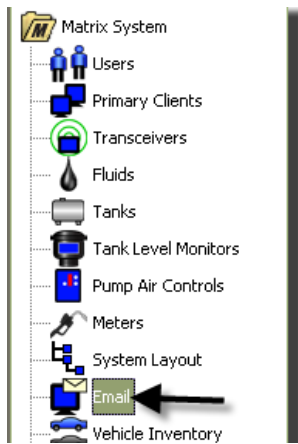 Matrix System
Users
Primary Clients
Transceivers
Fluids
Tanks
Tank Level Monitors
Pump Air Controls
Meters
System Layout
Email
Vehicle Inventory